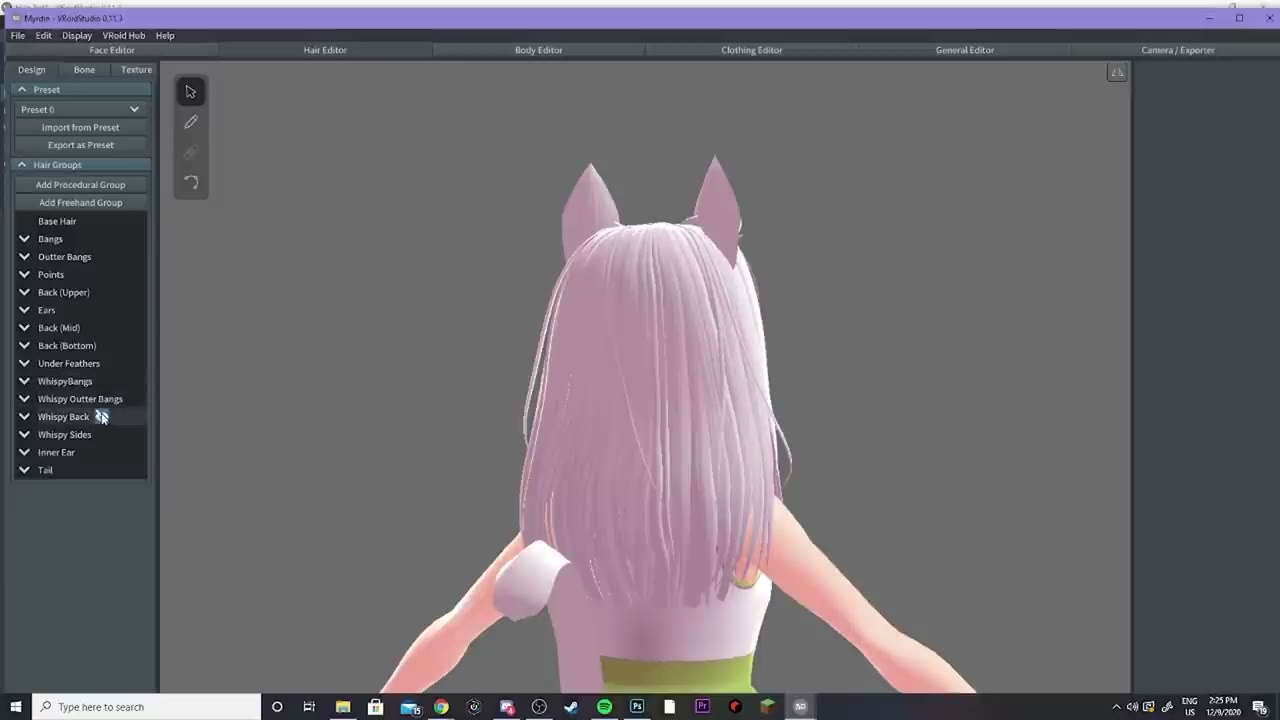 Myrdin - VRoidStudio 0.11.3
File Edit Display VRoid Hub Help
Face Editor Hair Editor Body Editor Clothing Editor General Editor Camera / Exporter
Design Bone Texture
Preset
Preset 0
Import from Preset
Export as Preset
Hair Groups
Add Procedural Group
Add Freehand Group
Base Hair
Bangs
Outter Bangs
Points
Back (Upper)
Ears
Back (Mid)
Back (Bottom)
Under Feathers
WhispyBangs
Whispy Outter Bangs
Whispy Back
Whispy Sides
Inner Ear
Tail
Type here to search
ENG
US
2:25 PM
12/9/2020